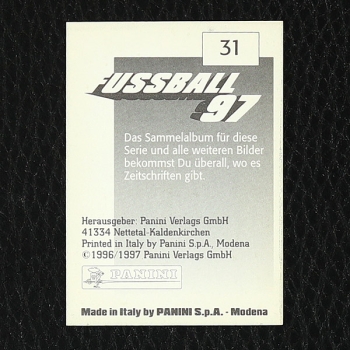 31
FUSSBALL
97
Das Sammelalbum für diese
Serie und alle weiteren Bilder
bekommst Du überall, wo es
Zeitschriften gibt.
Herausgeber: Panini Verlags GmbH
41334 Nettetal-Kaldenkirchen
Printed in Italy by Panini S.p.A., Modena
©1996/1997 Panini Verlags GmbH
PANINI
Made in Italy by PANINI S.p.A. - Modena